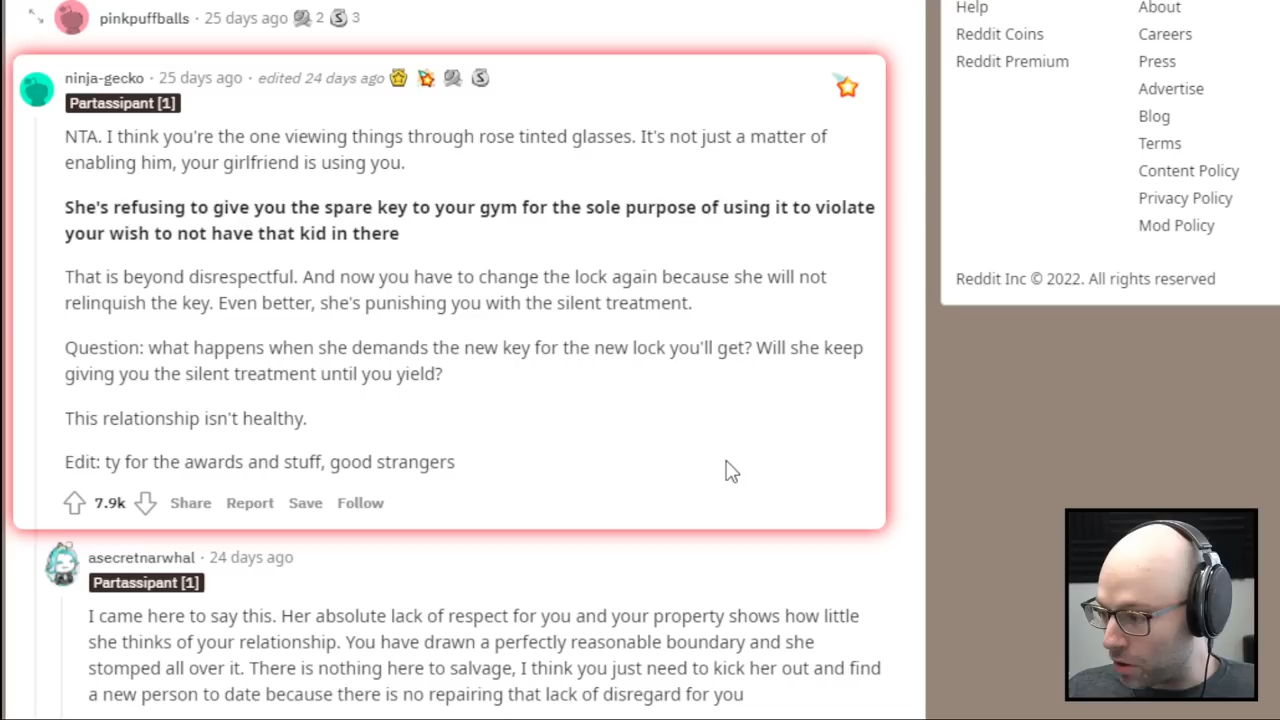 pinkpuffballs · 25 days ago 2 3
ninja-gecko · 25 days ago · edited 24 days ago
Partassipant [1]
NTA. I think you're the one viewing things through rose tinted glasses. It's not just a matter of
enabling him, your girlfriend is using you.
She's refusing to give you the spare key to your gym for the sole purpose of using it to violate
your wish to not have that kid in there
That is beyond disrespectful. And now you have to change the lock again because she will not
relinquish the key. Even better, she's punishing you with the silent treatment.
Question: what happens when she demands the new key for the new lock you'll get? Will she keep
giving you the silent treatment until you yield?
This relationship isn't healthy.
Edit: ty for the awards and stuff, good strangers
7.9k Share Report Save Follow
asecretnarwhal · 24 days ago
Partassipant [1]
I came here to say this. Her absolute lack of respect for you and your property shows how little
she thinks of your relationship. You have drawn a perfectly reasonable boundary and she
stomped all over it. There is nothing here to salvage, I think you just need to kick her out and find
a new person to date because there is no repairing that lack of disregard for you
Help
Reddit Coins
Reddit Premium
About
Careers
Press
Advertise
Blog
Terms
Content Policy
Privacy Policy
Mod Policy
Reddit Inc © 2022. All rights reserved